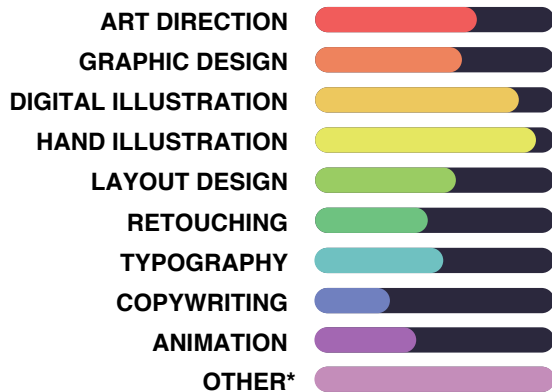 ART DIRECTION
GRAPHIC DESIGN
DIGITAL ILLUSTRATION
HAND ILLUSTRATION
LAYOUT DESIGN
RETOUCHING
TYPOGRAPHY
COPYWRITING
ANIMATION
OTHER*